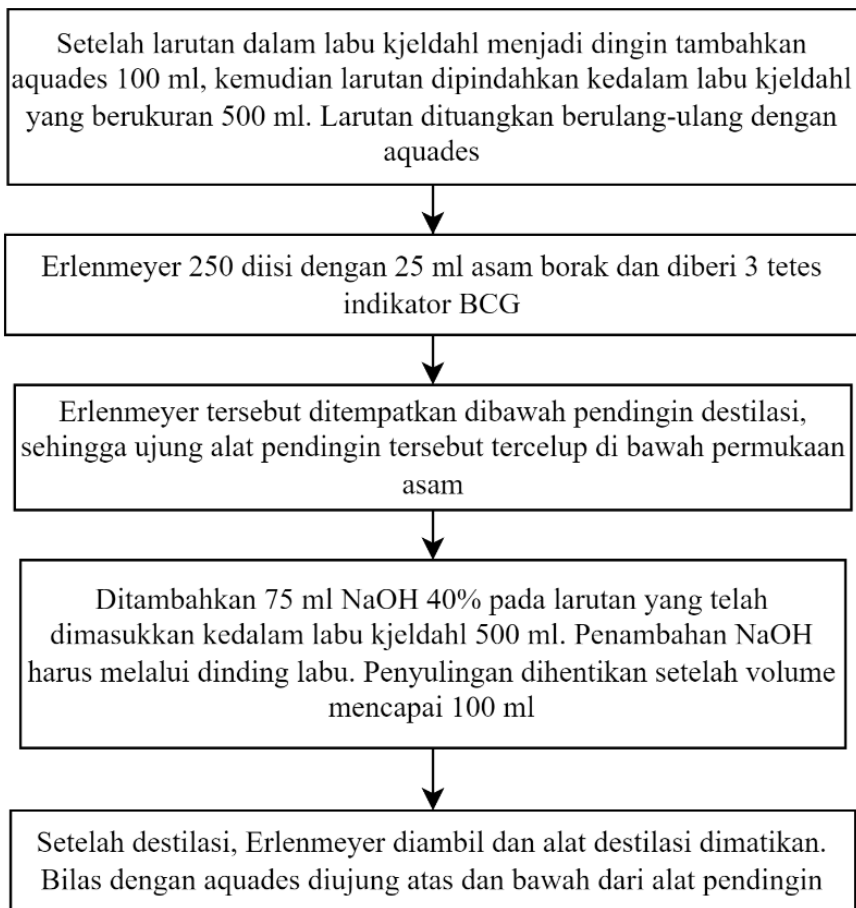 Setelah larutan dalam labu kjeldahl menjadi dingin tambahkan
aquades 100 ml, kemudian larutan dipindahkan kedalam labu kjeldahl
yang berukuran 500 ml. Larutan dituangkan berulang-ulang dengan
aquades
Erlenmeyer 250 diisi dengan 25 ml asam borak dan diberi 3 tetes
indikator BCG
Erlenmeyer tersebut ditempatkan dibawah pendingin destilasi,
sehingga ujung alat pendingin tersebut tercelup di bawah permukaan
asam
Ditambahkan 75 ml NaOH 40% pada larutan yang telah
dimasukkan kedalam labu kjeldahl 500 ml. Penambahan NaOH
harus melalui dinding labu. Penyulingan dihentikan setelah volume
mencapai 100 ml
Setelah destilasi, Erlenmeyer diambil dan alat destilasi dimatikan.
Bilas dengan aquades diujung atas dan bawah dari alat pendingin